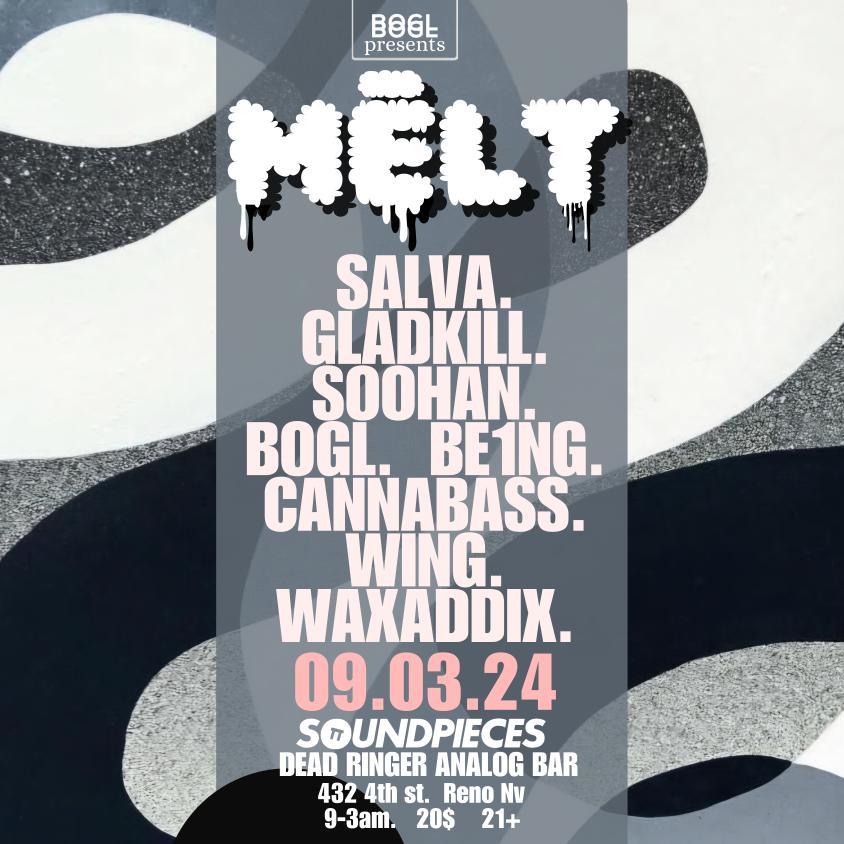 BOGL
presents
MĒLT
SALVA.
GLADKILL.
SOOHAN.
BOGL. BE1NG.
CANNABASS.
WING.
WAXADDIX.
09.03.24
SOUNDPIECES
DEAD RINGER ANALOG BAR
432 4th st. Reno Nv
9-3am. 20$ 21+